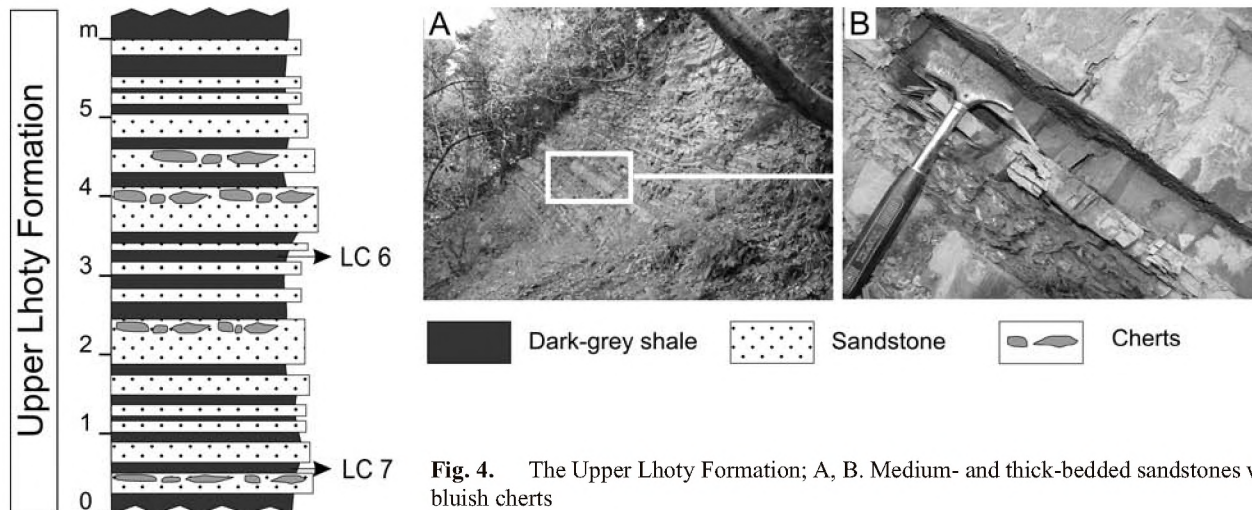 Upper Lhoty Formation
m
5
4
3
2
1
0
LC 6
LC 7
A
B
Dark-grey shale
Sandstone
Cherts
Fig. 4. The Upper Lhoty Formation; A, B. Medium- and thick-bedded sandstones
bluish cherts